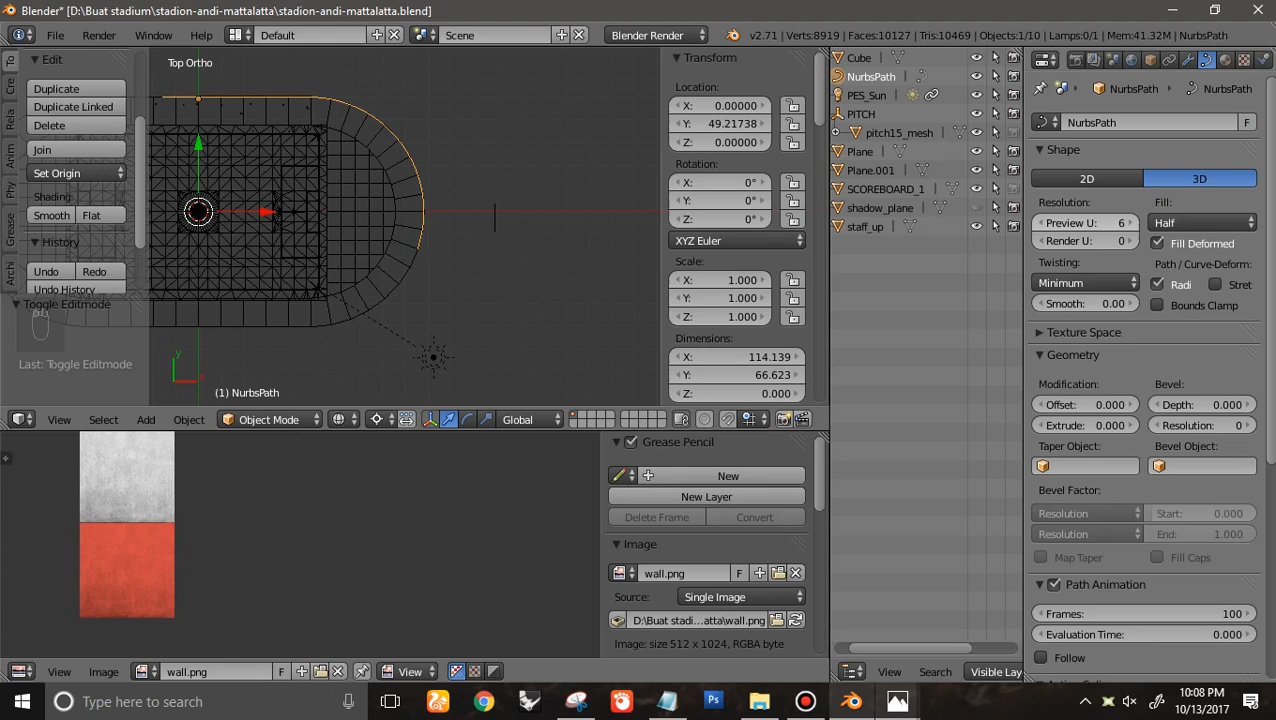 Blender* [D:\Buat stadium\stadion-andi-mattalatta\stadion-andi-mattalatta.blend]
File Render Window Help Default Scene Blender Render v2.71 | Verts:8919 | Faces:10127 | Tris:10469 | Objects:1/10 | Lamps:0/1 | Mem:41.32M | NurbsPath
To
Cre
Rela
Anim
Phy
Grease
Archi
Edit
Duplicate
Duplicate Linked
Delete
Join
Set Origin
Shading:
Smooth Flat
History
Undo Redo
Undo History
Toggle Editmode
Last: Toggle Editmode
Top Ortho
y
x
(1) NurbsPath
Transform
Location:
X: 0.00000
Y: 49.21738
Z: 0.00000
Rotation:
X: 0°
Y: 0°
Z: 0°
XYZ Euler
Scale:
X: 1.000
Y: 1.000
Z: 1.000
Dimensions:
X: 114.139
Y: 66.623
Z: 0.000
View Select Add Object Object Mode Global
Grease Pencil
New
New Layer
Delete Frame Convert
Image
wall.png F
Source: Single Image
D:\Buat stadi...atta\wall.png
Image: size 512 x 1024, RGBA byte
View Image wall.png F View
Cube
NurbsPath
PES_Sun
PITCH
pitch15_mesh
Plane
Plane.001
SCOREBOARD_1
shadow_plane
staff_up
View Search Visible Lay
NurbsPath NurbsPath
NurbsPath F
Shape
2D 3D
Resolution: Fill:
Preview U: 6 Half
Render U: 0 Fill Deformed
Twisting: Path / Curve-Deform:
Minimum Radi Stret
Smooth: 0.00 Bounds Clamp
Texture Space
Geometry
Modification: Bevel:
Offset: 0.000 Depth: 0.000
Extrude: 0.000 Resolution: 0
Taper Object: Bevel Object:
Bevel Factor:
Resolution Start: 0.000
Resolution End: 1.000
Map Taper Fill Caps
Path Animation
Frames: 100
Evaluation Time: 0.000
Follow
Type here to search
10:08 PM
10/13/2017